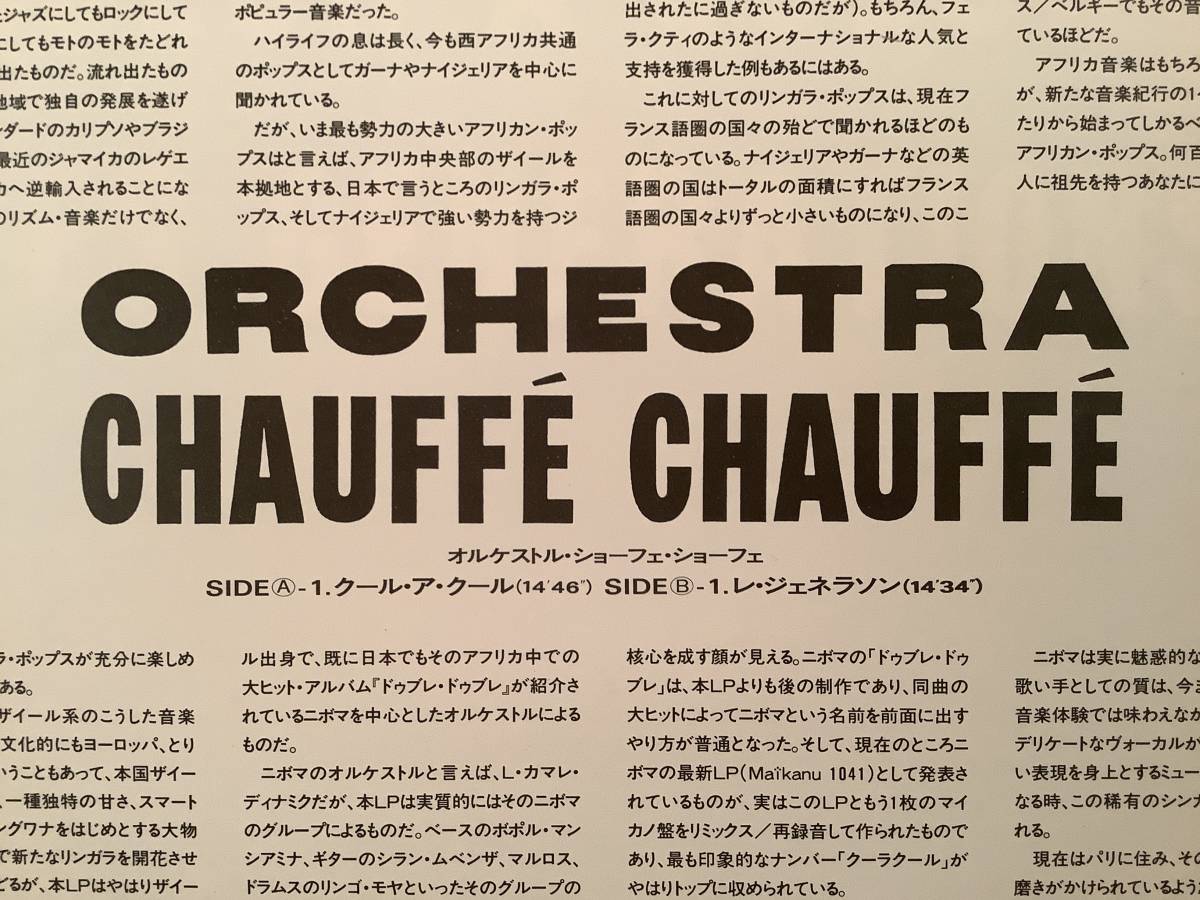 たジャズにしてもロックにして
にしてもモトのモトをたどれ
出たものだ。流れ出たもの
地域で独自の発展を遂げ
ンダードのカリプソやブラジ
最近のジャマイカのレゲエ
カへ逆輸入されることにな
のリズム・音楽だけでなく、
ポピュラー音楽だった。
ハイライフの息は長く、今も西アフリカ共通
のポップスとしてガーナやナイジェリアを中心に
聞かれている。
だが、いま最も勢力の大きいアフリカン・ポッ
プスはと言えば、アフリカ中央部のザイールを
本拠地とする、日本で言うところのリンガラ・ポ
ップス、そしてナイジェリアで強い勢力を持つジ
出されたに過ぎないものだが)。もちろん、フェ
ラ・クティのようなインターナショナルな人気と
支持を獲得した例もあるにはある。
これに対してのリンガラ・ポップスは、現在フ
ランス語圏の国々の殆どで聞かれるほどのも
のになっている。ナイジェリアやガーナなどの英
語圏の国はトータルの面積にすればフランス
語圏の国々よりずっと小さいものになり、このこ
ス/ベルギーでもその音
ているほどだ。
アフリカ音楽はもちろ
が、新たな音楽紀行の1ペ
たりから始まってしかるべ
アフリカン・ポップス。何百
人に祖先を持つあなたに
ORCHESTRA
CHAUFFÉ CHAUFFÉ
オルケストル・ショーフェ・ショーフェ
SIDEⒶ-1.クール・ア・クール(14'46") SIDEⒷ-1.レ・ジェネラソン(14'34")
ラ・ポップスが充分に楽しめ
ある。
ザイール系のこうした音楽
文化的にもヨーロッパ、とり
いうこともあって、本国ザイー
、一種独特の甘さ、スマート
ングワナをはじめとする大物
で新たなリンガラを開花させ
どるが、本LPはやはりザイー
ル出身で、既に日本でもそのアフリカ中での
大ヒット・アルバム『ドゥブレ・ドゥブレ』が紹介さ
れているニボマを中心としたオルケストルによる
ものだ。
ニボマのオルケストルと言えば、L・カマレ・
ディナミクだが、本LPは実質的にはそのニボマ
のグループによるものだ。ベースのボポル・マン
シアミナ、ギターのシラン・ムベンザ、マルロス、
ドラムスのリンゴ・モヤといったそのグループの
核心を成す顔が見える。ニボマの「ドゥブレ・ドゥ
ブレ」は、本LPよりも後の制作であり、同曲の
大ヒットによってニボマという名前を前面に出す
やり方が普通となった。そして、現在のところニ
ボマの最新LP(Maïkanu 1041)として発表さ
れているものが、実はこのLPともう1枚のマイ
カノ盤をリミックス/再録音して作られたもので
あり、最も印象的なナンバー「クーラクール」が
やはりトップに収められている。
ニボマは実に魅惑的な
歌い手としての質は、今ま
音楽体験では味わえなか
デリケートなヴォーカルか
い表現を身上とするミュー
なる時、この稀有のシンガ
れる。
現在はパリに住み、その
磨きがかけられているよう